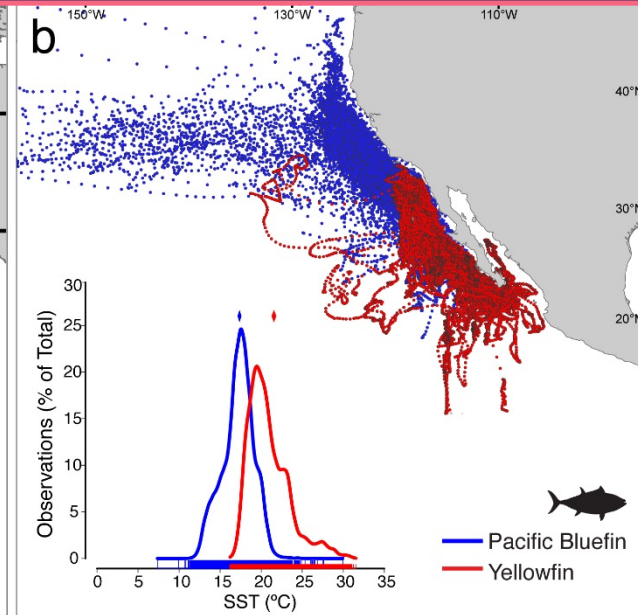 b
150°W 130°W 110°W
40°N
30°N
20°N
Observations (% of Total)
30
25
20
15
10
5
0
0 5 10 15 20 25 30 35
SST (ºC)
Pacific Bluefin
Yellowfin